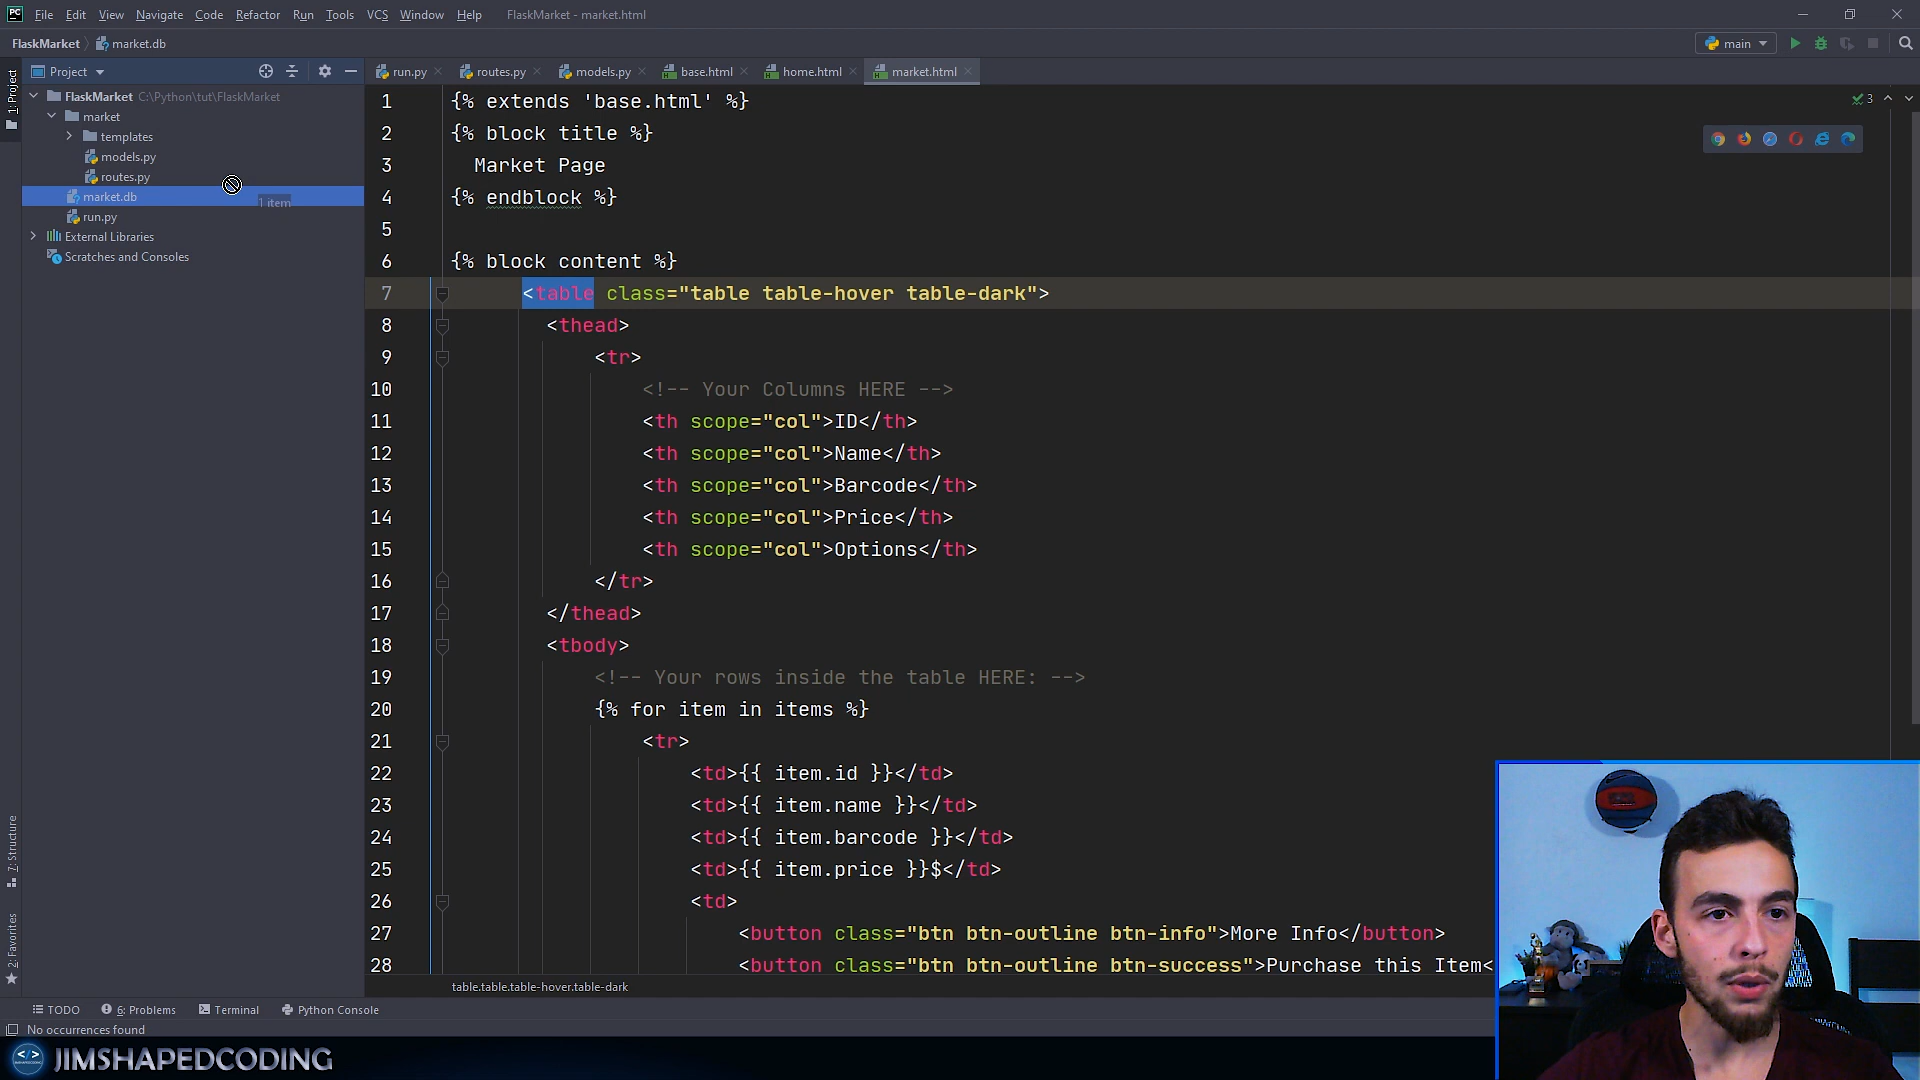 PC File Edit View Navigate Code Refactor Run Tools VCS Window Help FlaskMarket - market.html
FlaskMarket market.db main
1: Project
Project
run.py routes.py models.py base.html home.html market.html
FlaskMarket C:\Python\tut\FlaskMarket
market
templates
models.py
routes.py
market.db
1 item
run.py
External Libraries
Scratches and Consoles
3
1 {% extends 'base.html' %}
2 {% block title %}
3 Market Page
4 {% endblock %}
5
6 {% block content %}
7 <table class="table table-hover table-dark">
8 <thead>
9 <tr>
10 <!-- Your Columns HERE -->
11 <th scope="col">ID</th>
12 <th scope="col">Name</th>
13 <th scope="col">Barcode</th>
14 <th scope="col">Price</th>
15 <th scope="col">Options</th>
16 </tr>
17 </thead>
18 <tbody>
19 <!-- Your rows inside the table HERE: -->
20 {% for item in items %}
21 <tr>
22 <td>{{ item.id }}</td>
23 <td>{{ item.name }}</td>
24 <td>{{ item.barcode }}</td>
25 <td>{{ item.price }}$</td>
26 <td>
27 <button class="btn btn-outline btn-info">More Info</button>
28 <button class="btn btn-outline btn-success">Purchase this Item<
7: Structure
2: Favorites
table.table.table-hover.table-dark
TODO 6: Problems Terminal Python Console
No occurrences found
</> JIMSHAPEDCODING